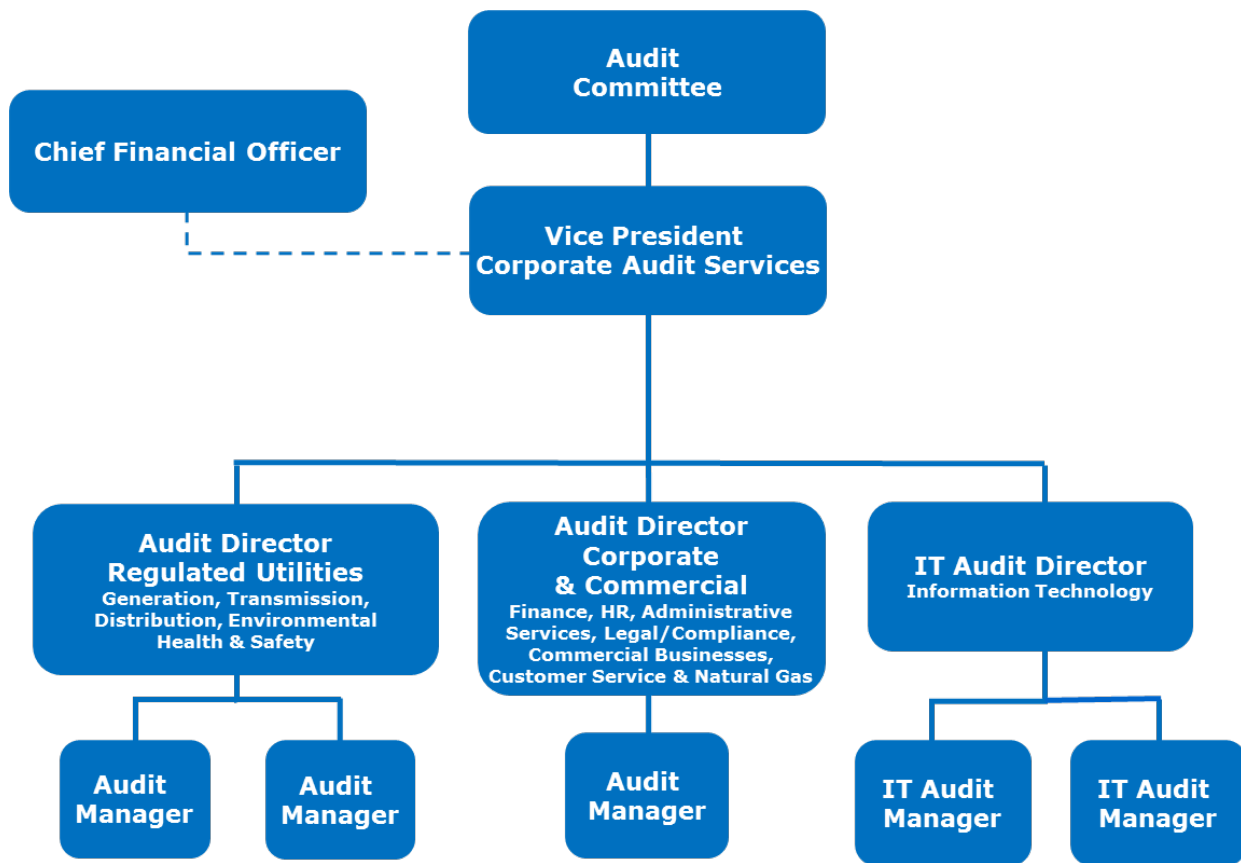 Audit
Committee
Chief Financial Officer
Vice President
Corporate Audit Services
Audit Director
Regulated Utilities
Generation, Transmission,
Distribution, Environmental
Health & Safety
Audit Director
Corporate
& Commercial
Finance, HR, Administrative
Services, Legal/Compliance,
Commercial Businesses,
Customer Service & Natural Gas
IT Audit Director
Information Technology
Audit
Manager
Audit
Manager
Audit
Manager
IT Audit
Manager
IT Audit
Manager